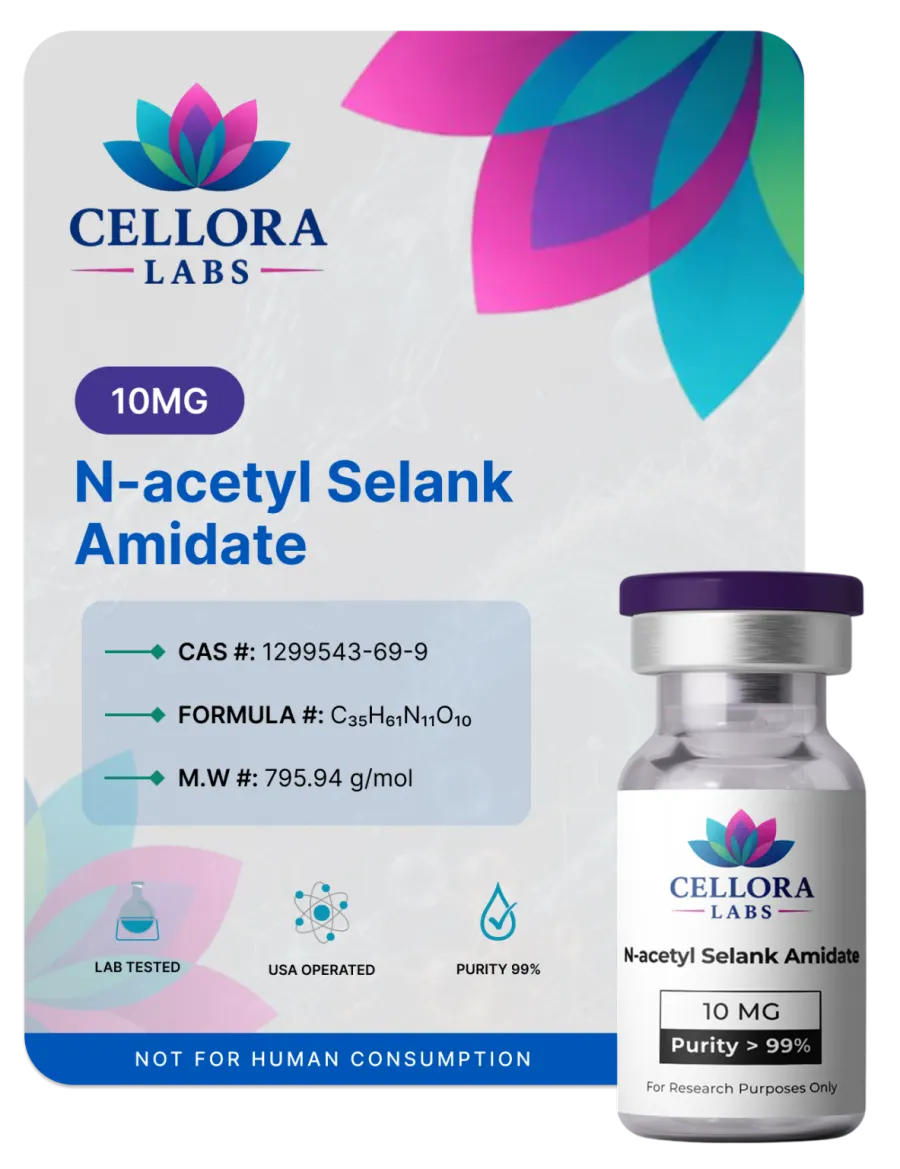 CELLORA
LABS
10MG
N-acetyl Selank
Amidate
CAS #: 1299543-69-9
FORMULA #: C₃₅H₆₁N₁₁O₁₀
M.W #: 795.94 g/mol
LAB TESTED
USA OPERATED
PURITY 99%
NOT FOR HUMAN CONSUMPTION
CELLORA
LABS
N-acetyl Selank Amidate
10 MG
Purity > 99%
For Research Purposes Only